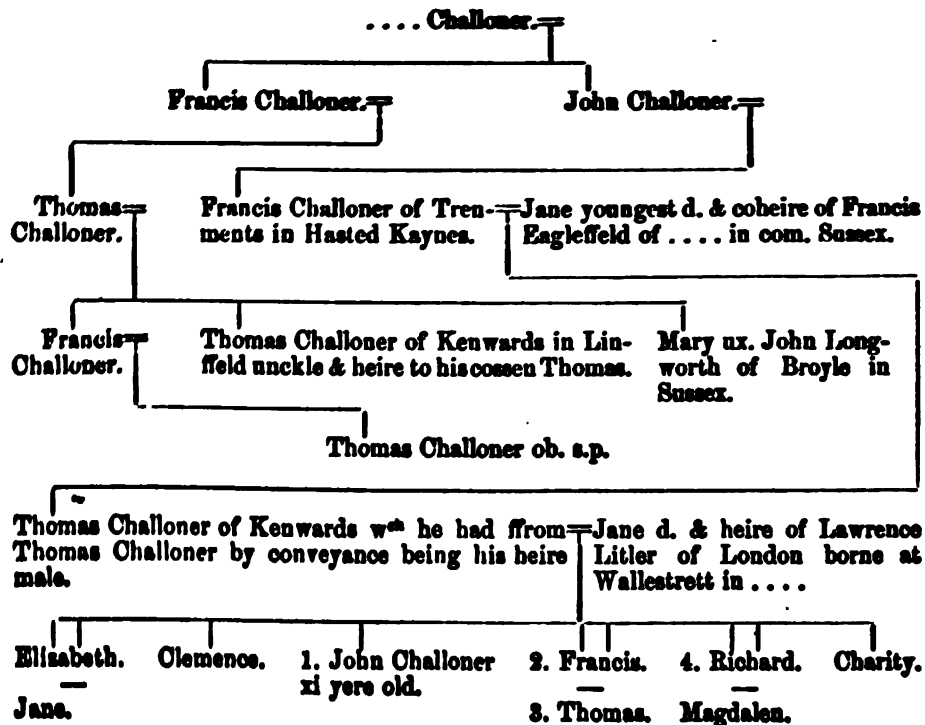 .... Challoner.=
Francis Challoner.=
John Challoner.=
Thomas=
Challoner.
Francis Challoner of Tren-
ments in Hasted Kaynes.
=Jane youngest d. & coheire of Francis
Eagleffeld of .... in com. Sussex.
Francis=
Challoner.
Thomas Challoner of Kenwards in Lin-
ffeld unckle & heire to his cossen Thomas.
Mary ux. John Long-
worth of Broyle in
Sussex.
Thomas Challoner ob. s.p.
Thomas Challoner of Kenwards wᶜʰ he had ffrom
Thomas Challoner by conveyance being his heire
male.
=Jane d. & heire of Lawrence
Litler of London borne at
Wallestrett in ....
Elisabeth.
Jane.
Clemence.
1. John Challoner
xi yere old.
2. Francis.
3. Thomas.
4. Richard.
Magdalen.
Charity.